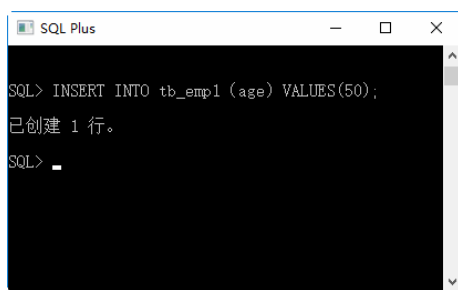 SQL Plus
SQL> INSERT INTO tb_emp1 (age) VALUES(50);
已创建 1 行。
SQL>